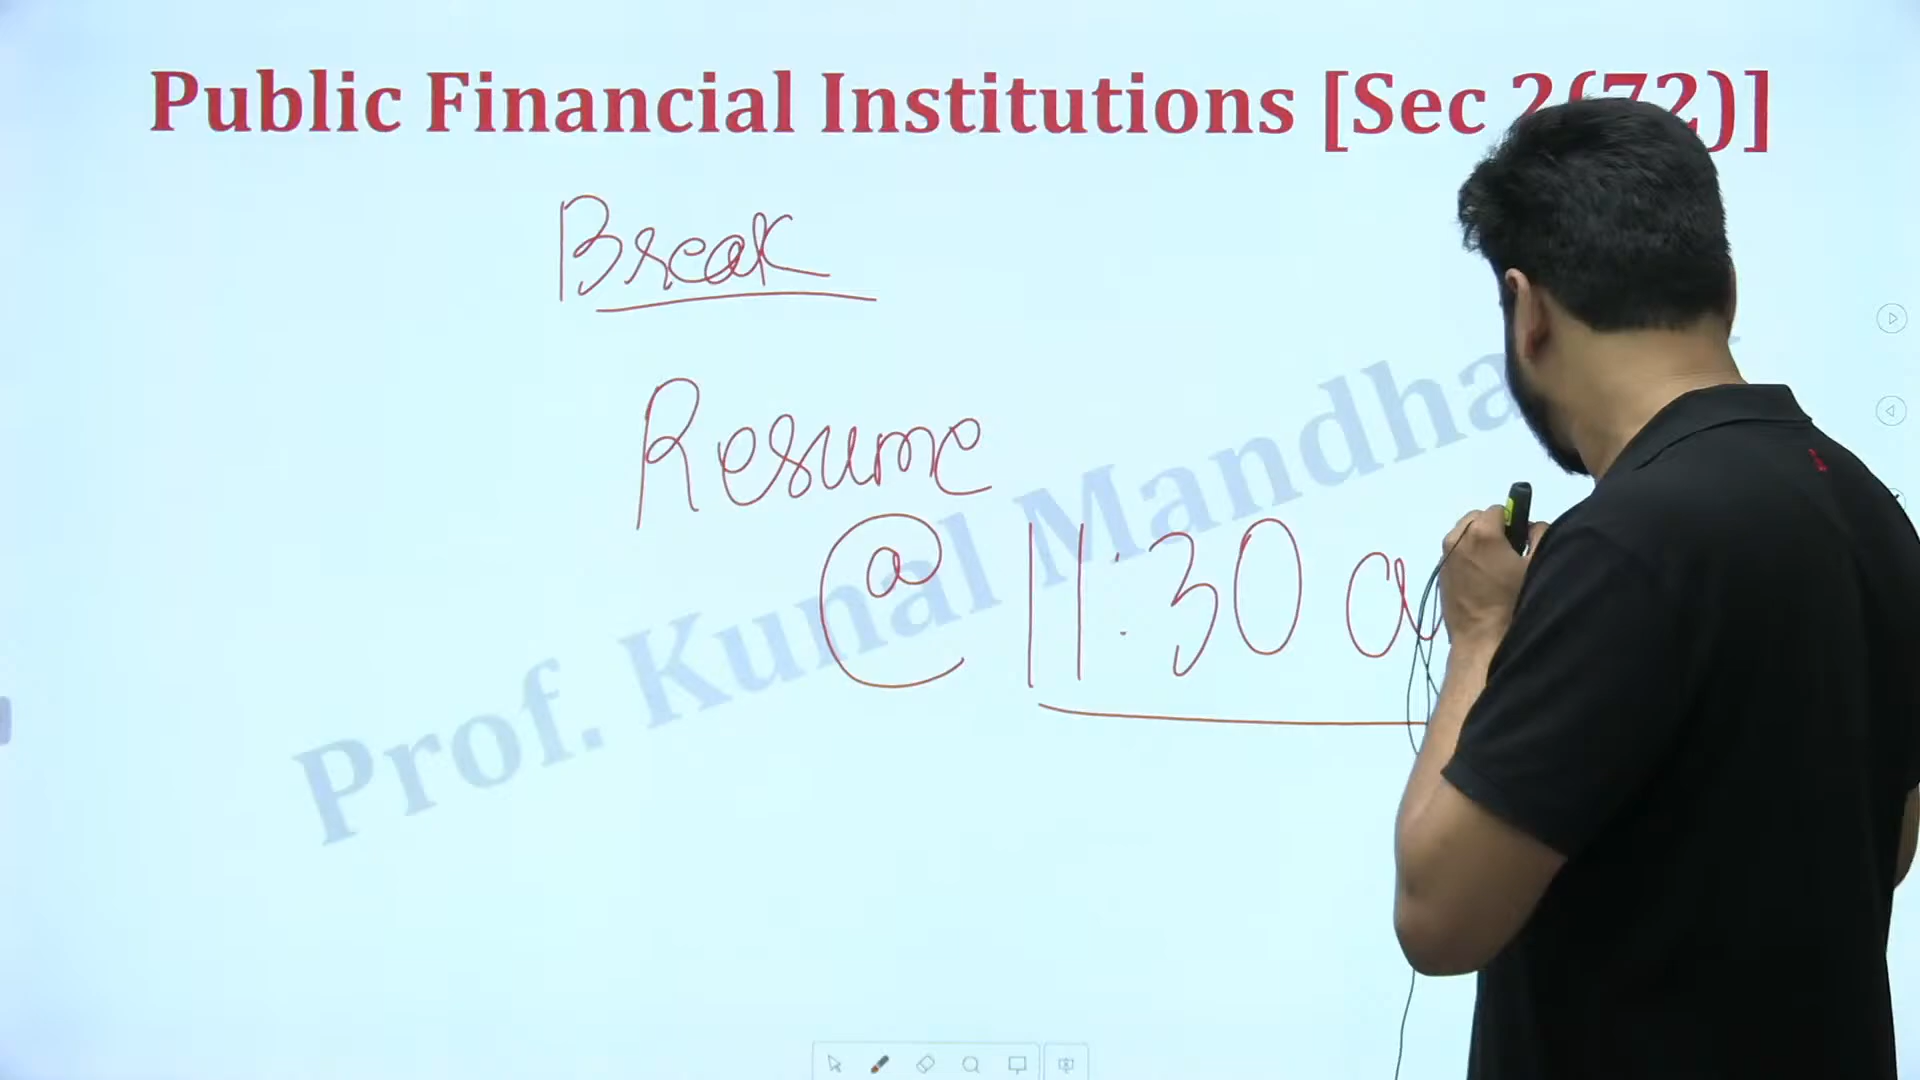 Public Financial Institutions [Sec 2(72)]
Break
Resume
@ 11:30 a
Prof. Kunal Mandha